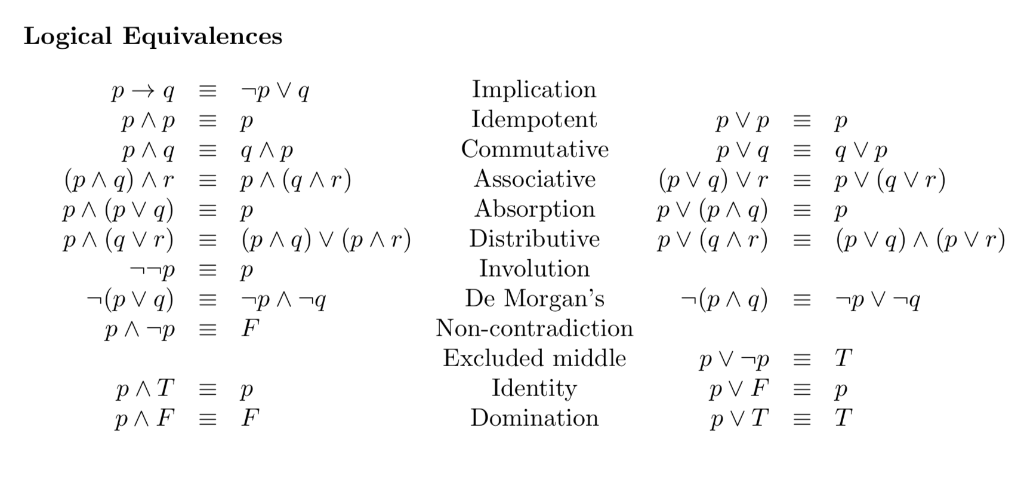 Logical Equivalences
p → q ≡ ¬p ∨ q Implication
p ∧ p ≡ p Idempotent p ∨ p ≡ p
p ∧ q ≡ q ∧ p Commutative p ∨ q ≡ q ∨ p
(p ∧ q) ∧ r ≡ p ∧ (q ∧ r) Associative (p ∨ q) ∨ r ≡ p ∨ (q ∨ r)
p ∧ (p ∨ q) ≡ p Absorption p ∨ (p ∧ q) ≡ p
p ∧ (q ∨ r) ≡ (p ∧ q) ∨ (p ∧ r) Distributive p ∨ (q ∧ r) ≡ (p ∨ q) ∧ (p ∨ r)
¬¬p ≡ p Involution
¬(p ∨ q) ≡ ¬p ∧ ¬q De Morgan's ¬(p ∧ q) ≡ ¬p ∨ ¬q
p ∧ ¬p ≡ F Non-contradiction
Excluded middle p ∨ ¬p ≡ T
p ∧ T ≡ p Identity p ∨ F ≡ p
p ∧ F ≡ F Domination p ∨ T ≡ T